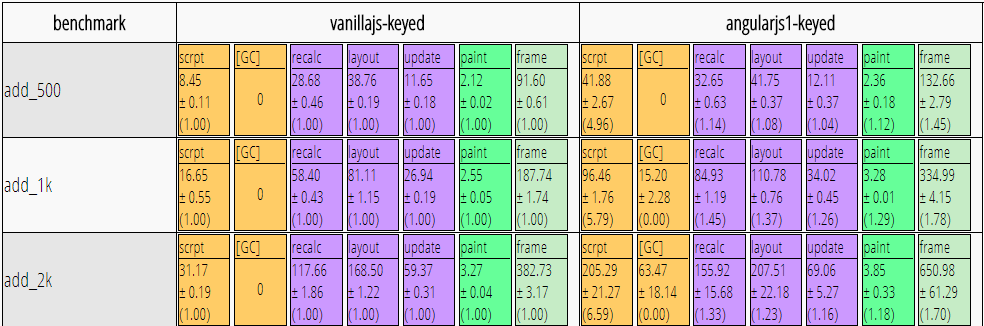 benchmark vanillajs-keyed angularjs1-keyed
scrpt [GC] recalc layout update paint frame scrpt [GC] recalc layout update paint frame
8.45 28.68 38.76 11.65 2.12 91.60 41.88 32.65 41.75 12.11 2.36 132.66
add_500 ± 0.11 0 ± 0.46 ± 0.19 ± 0.18 ± 0.02 ± 0.61 ± 2.67 0 ± 0.63 ± 0.37 ± 0.37 ± 0.18 ± 2.79
(1.00) (1.00) (1.00) (1.00) (1.00) (1.00) (4.96) (1.14) (1.08) (1.04) (1.12) (1.45)
scrpt [GC] recalc layout update paint frame scrpt [GC] recalc layout update paint frame
16.65 58.40 81.11 26.94 2.55 187.74 96.46 15.20 84.93 110.78 34.02 3.28 334.99
add_1k ± 0.55 0 ± 0.43 ± 1.15 ± 0.19 ± 0.05 ± 1.74 ± 1.76 ± 2.28 ± 1.19 ± 0.76 ± 0.45 ± 0.01 ± 4.15
(1.00) (1.00) (1.00) (1.00) (1.00) (1.00) (5.79) (0.00) (1.45) (1.37) (1.26) (1.29) (1.78)
scrpt [GC] recalc layout update paint frame scrpt [GC] recalc layout update paint frame
31.17 117.66 168.50 59.37 3.27 382.73 205.29 63.47 155.92 207.51 69.06 3.85 650.98
add_2k ± 0.19 0 ± 1.86 ± 1.22 ± 0.31 ± 0.04 ± 3.17 ± 21.27 ± 18.14 ± 15.68 ± 22.18 ± 5.27 ± 0.33 ± 61.29
(1.00) (1.00) (1.00) (1.00) (1.00) (1.00) (6.59) (0.00) (1.33) (1.23) (1.16) (1.18) (1.70)